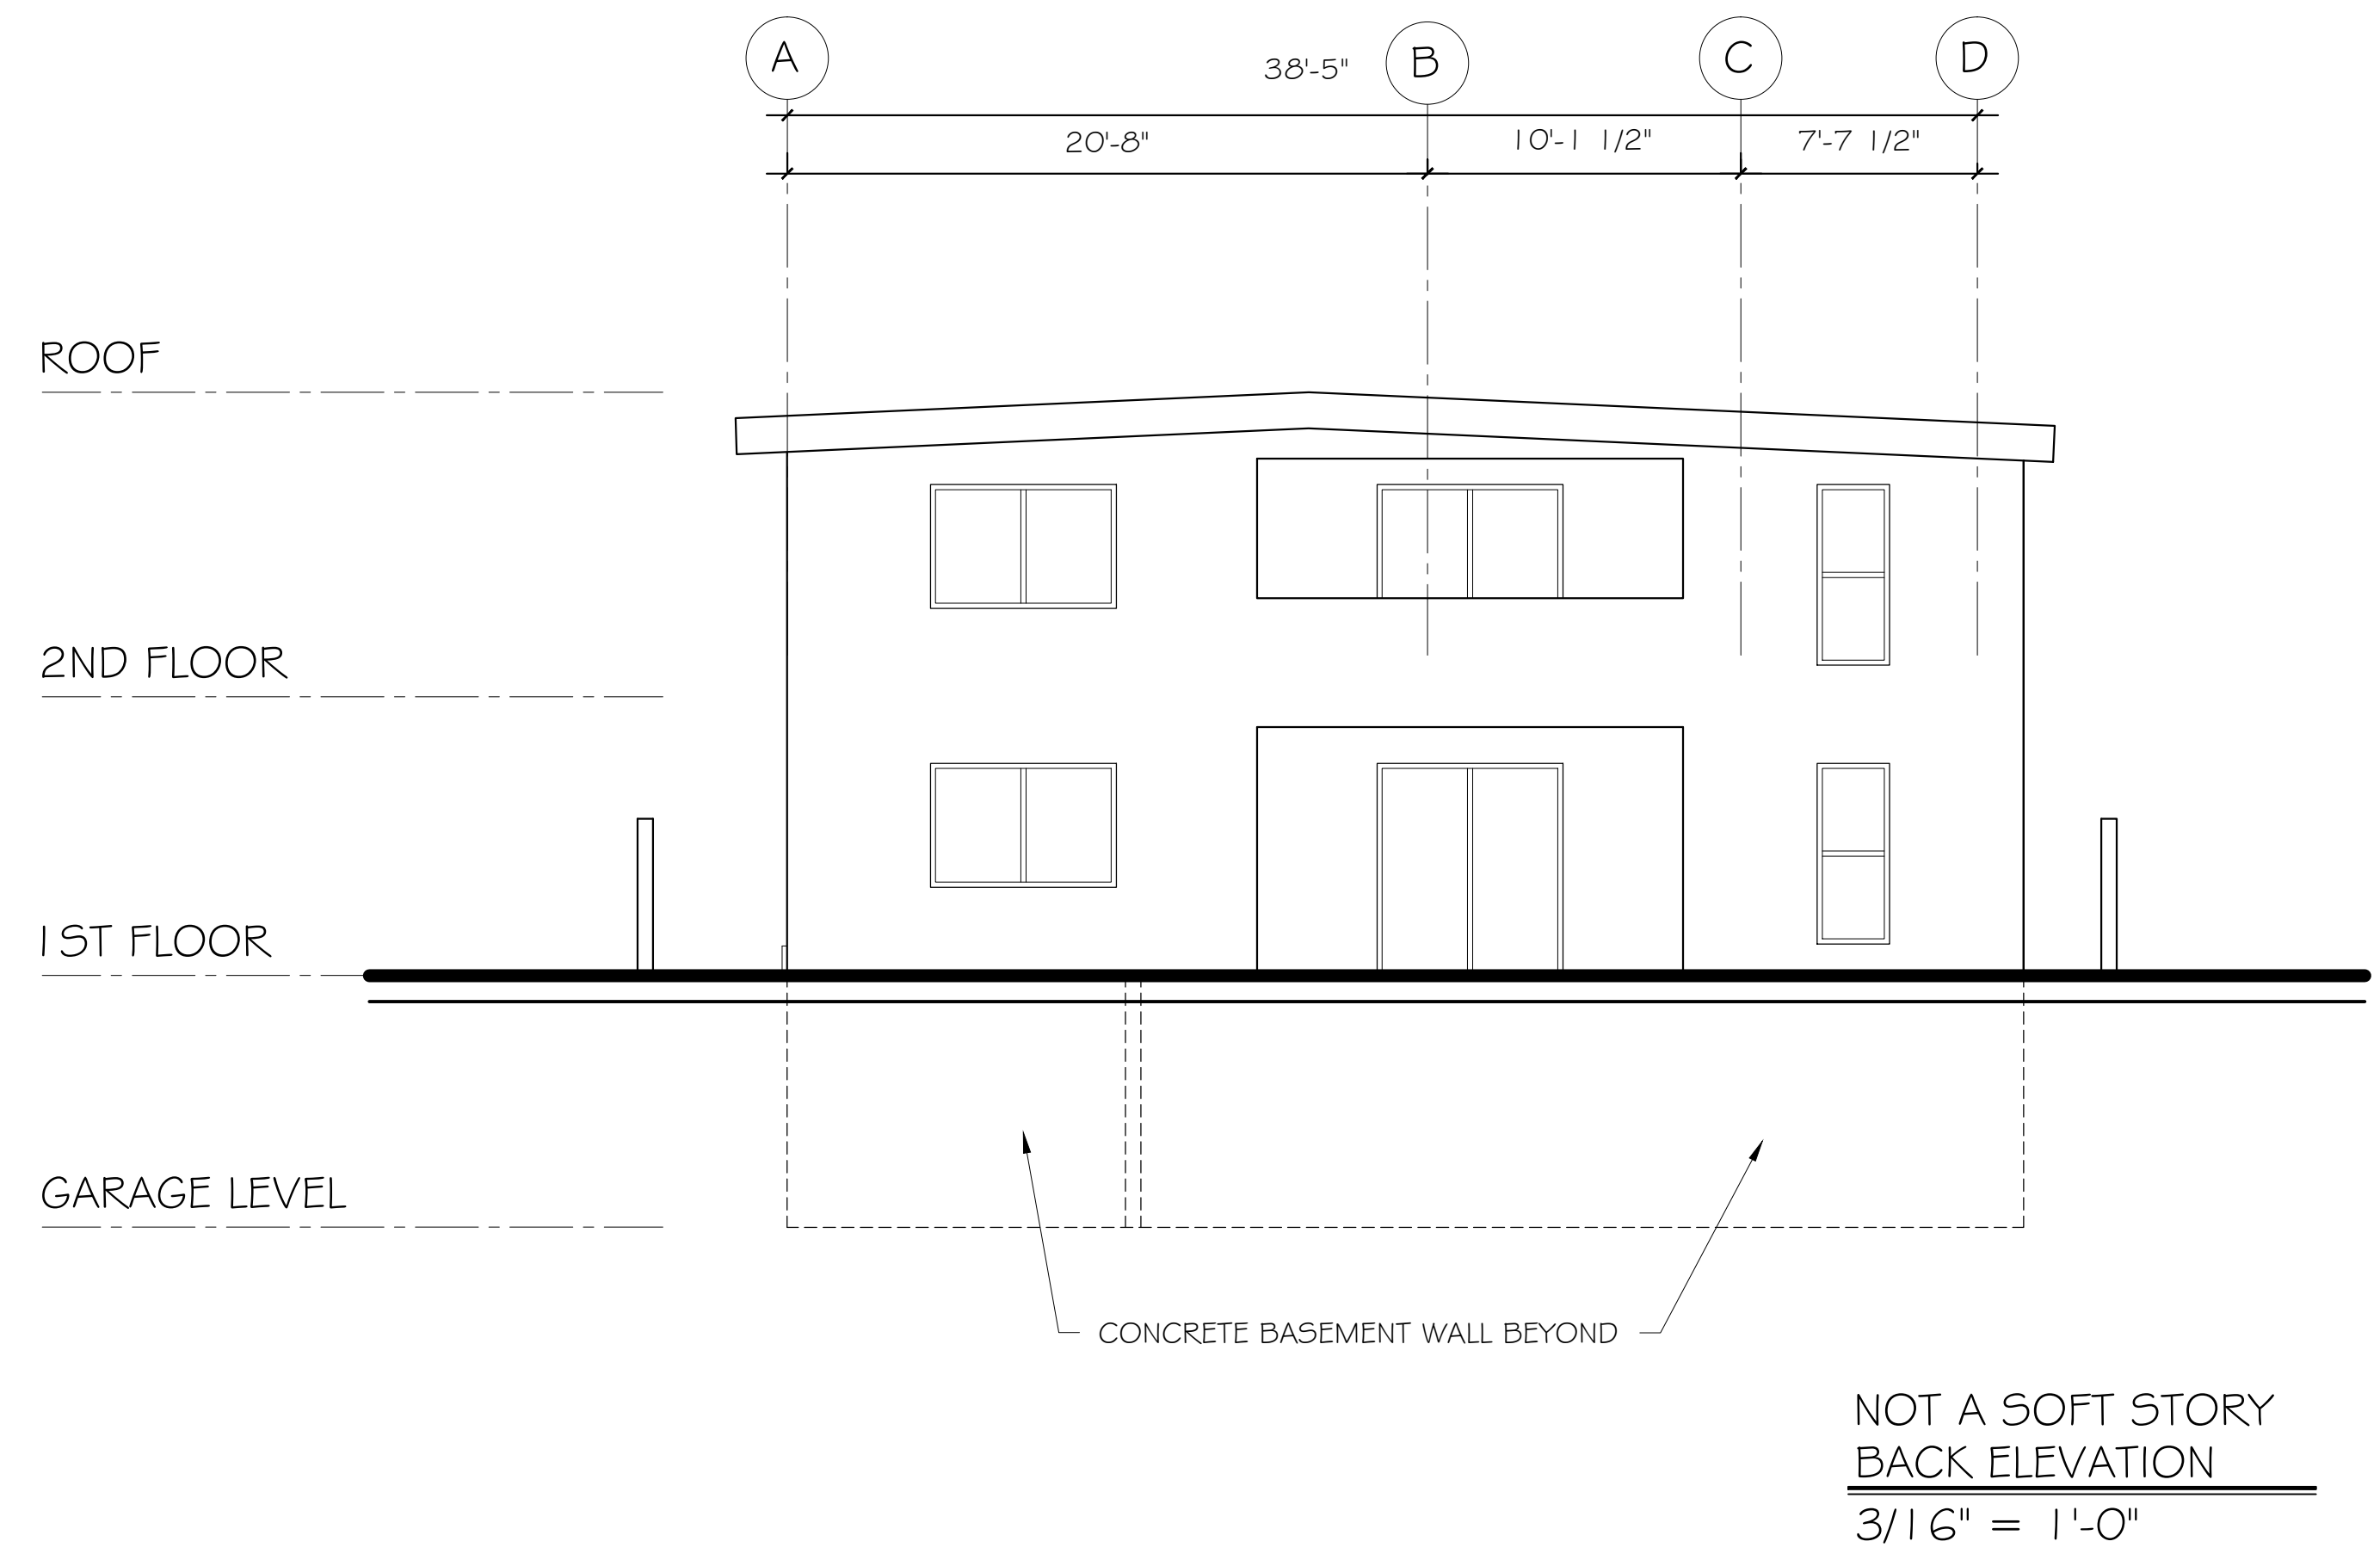 A
B
C
D
38'-5"
20'-8"
10'-1 1/2"
7'-7 1/2"
ROOF
2ND FLOOR
1ST FLOOR
GARAGE LEVEL
CONCRETE BASEMENT WALL BEYOND
NOT A SOFT STORY
BACK ELEVATION
3/16" = 1'-0"